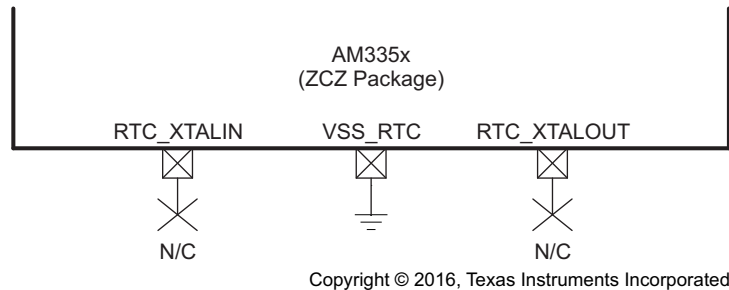 AM335x
(ZCZ Package)
RTC_XTALIN VSS_RTC RTC_XTALOUT
N/C N/C
Copyright © 2016, Texas Instruments Incorporated